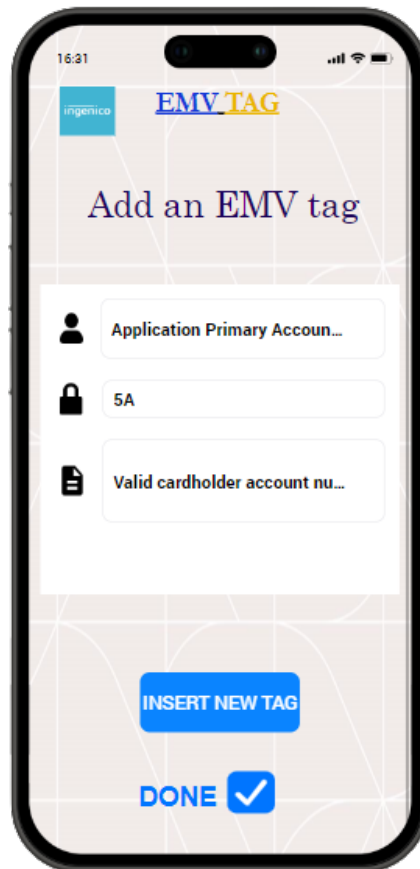 16:31
ingenico
EMV TAG
Add an EMV tag
Application Primary Accoun...
5A
Valid cardholder account nu...
INSERT NEW TAG
DONE